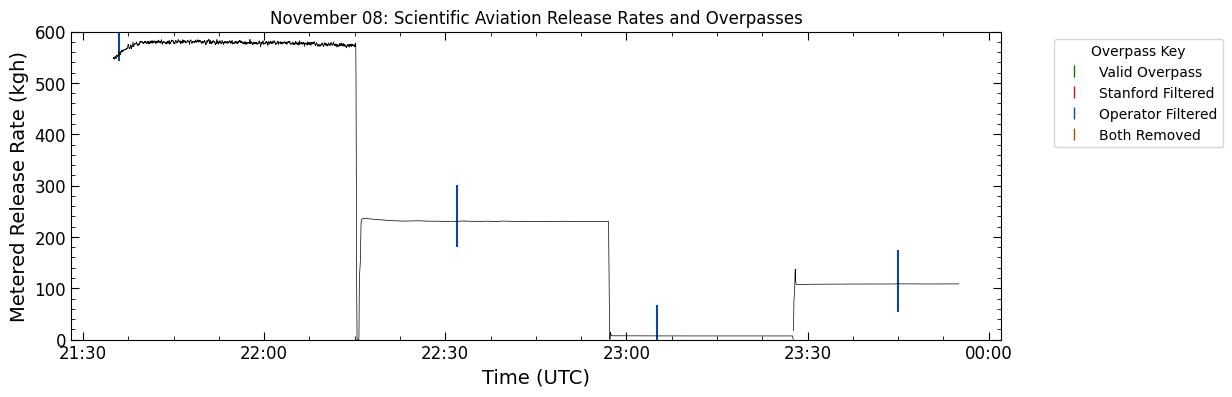 November 08: Scientific Aviation Release Rates and Overpasses
Metered Release Rate (kgh)
600
500
400
300
200
100
0
21:30
22:00
22:30
23:00
23:30
00:00
Time (UTC)
Overpass Key
Valid Overpass
Stanford Filtered
Operator Filtered
Both Removed